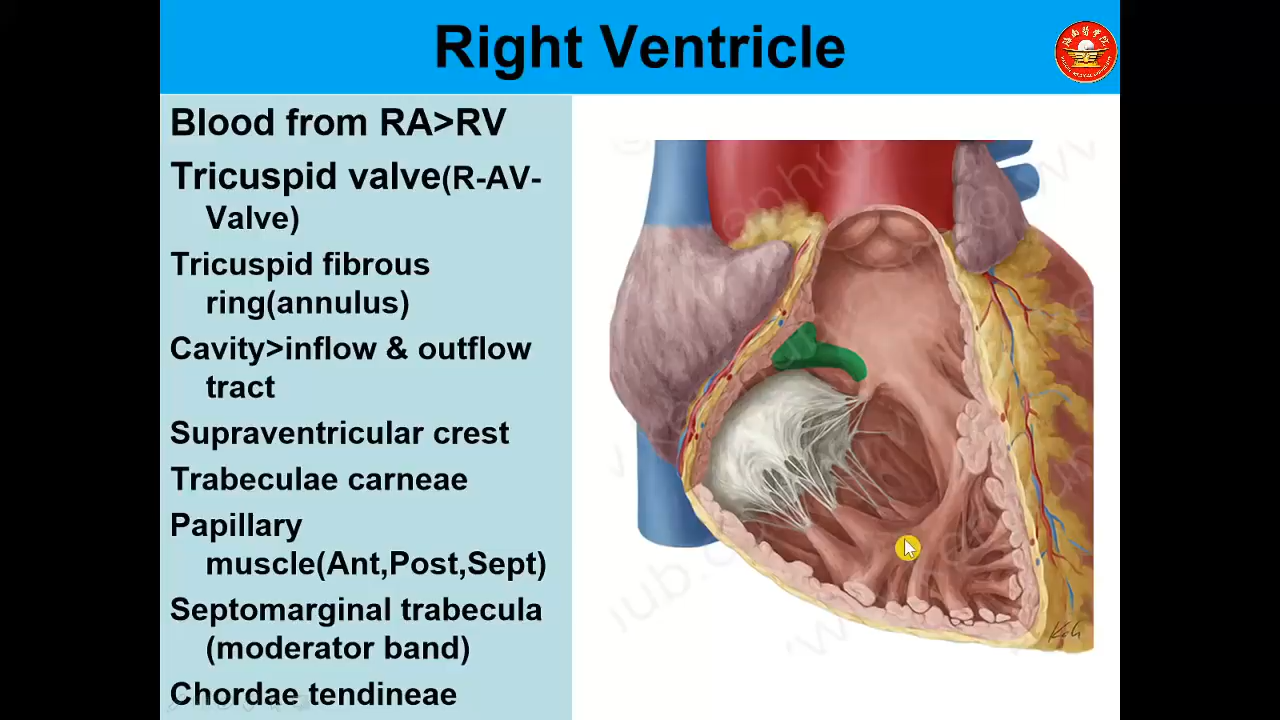 Right Ventricle
Blood from RA>RV
Tricuspid valve(R-AV-
Valve)
Tricuspid fibrous
ring(annulus)
Cavity>inflow & outflow
tract
Supraventricular crest
Trabeculae carneae
Papillary
muscle(Ant,Post,Sept)
Septomarginal trabecula
(moderator band)
Chordae tendineae